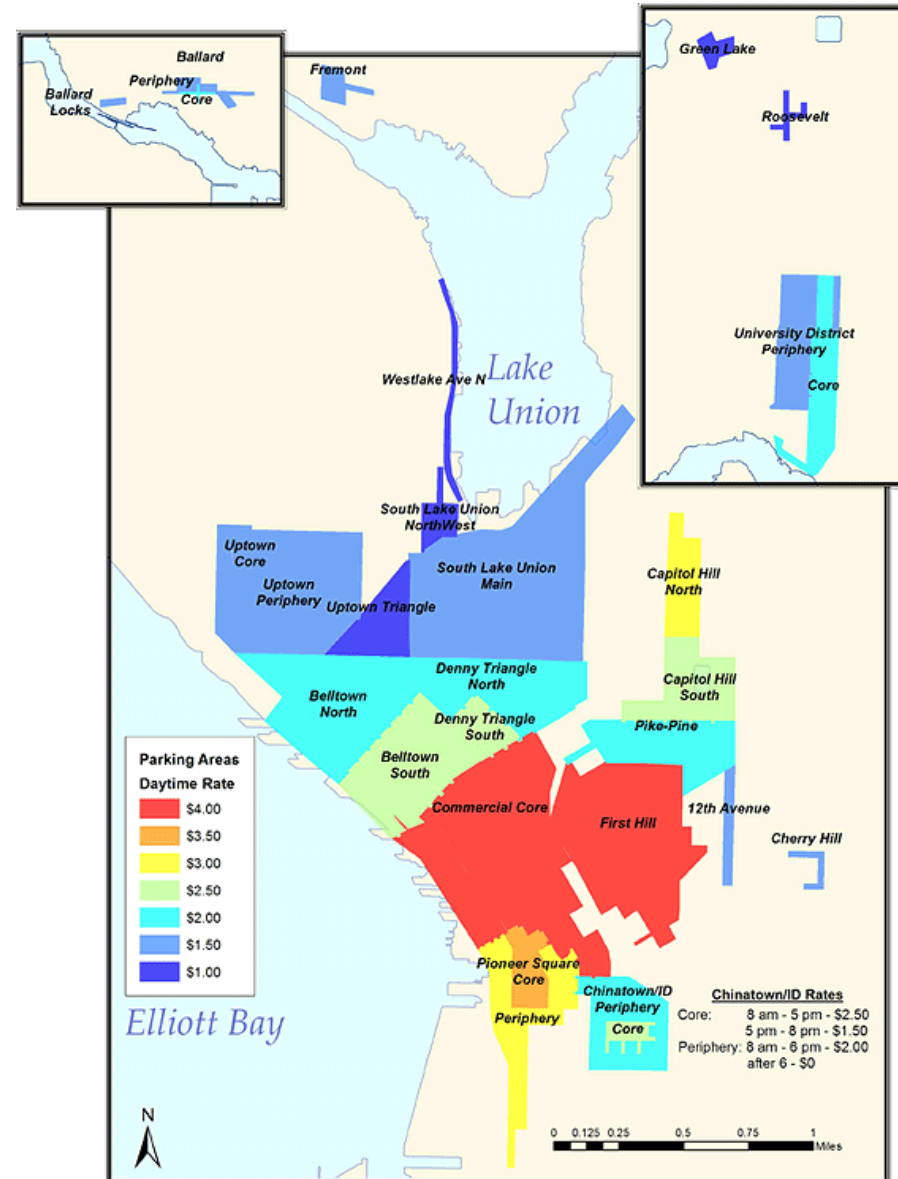 Ballard
Periphery
Ballard
Locks
Core
Fremont
Green Lake
Roosevelt
University District
Periphery
Core
Westlake Ave N
Lake
Union
South Lake Union
NorthWest
Uptown
Core
Uptown
Periphery
Uptown Triangle
South Lake Union
Main
Capitol Hill
North
Capitol Hill
South
Denny Triangle
North
Belltown
North
Denny Triangle
South
Pike-Pine
Belltown
South
Commercial Core
First Hill
12th Avenue
Cherry Hill
Parking Areas
Daytime Rate
$4.00
$3.50
$3.00
$2.50
$2.00
$1.50
$1.00
Pioneer Square
Core
Periphery
Chinatown/ID
Periphery
Core
Chinatown/ID Rates
Core: 8 am - 5 pm - $2.50
5 pm - 8 pm - $1.50
Periphery: 8 am - 6 pm - $2.00
after 6 - $0
Elliott Bay
N
0 0.125 0.25 0.5 0.75 1
Miles